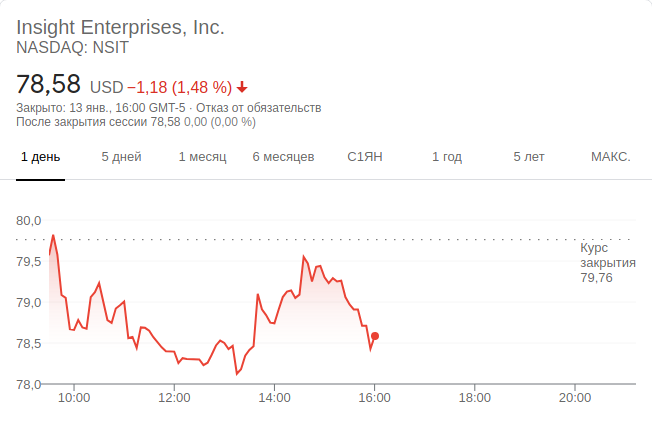 Insight Enterprises, Inc.
NASDAQ: NSIT
78,58 USD −1,18 (1,48 %)
Закрыто: 13 янв., 16:00 GMT-5 · Отказ от обязательств
После закрытия сессии 78,58 0,00 (0,00 %)
1 день 5 дней 1 месяц 6 месяцев С1ЯН 1 год 5 лет МАКС.
80,0
Курс
закрытия
79,76
79,5
79,0
78,5
78,0
10:00 12:00 14:00 16:00 18:00 20:00